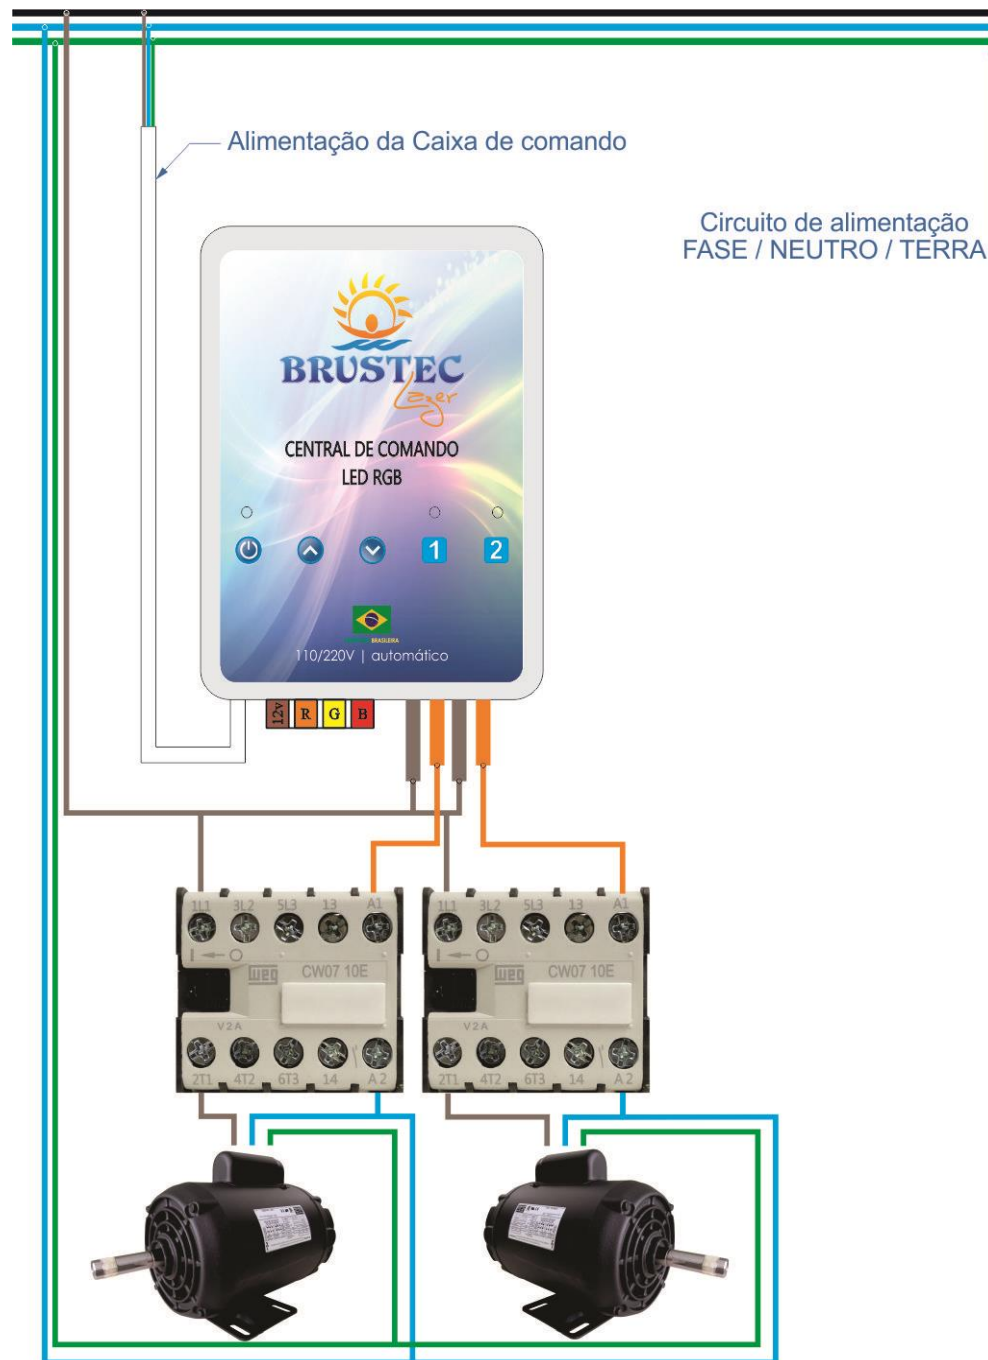 Alimentação da Caixa de comando
Circuito de alimentação
FASE / NEUTRO / TERRA
BRUSTEC
Lazer
CENTRAL DE COMANDO
LED RGB
1 2
BRASILEIRA
110/220V | automático
12v R G B
1L1 3L2 5L3 13 A1
I O
WEG CW07 10E
V2A
2T1 4T2 6T3 14 A2
1L1 3L2 5L3 13 A1
I O
WEG CW07 10E
V2A
2T1 4T2 6T3 14 A2